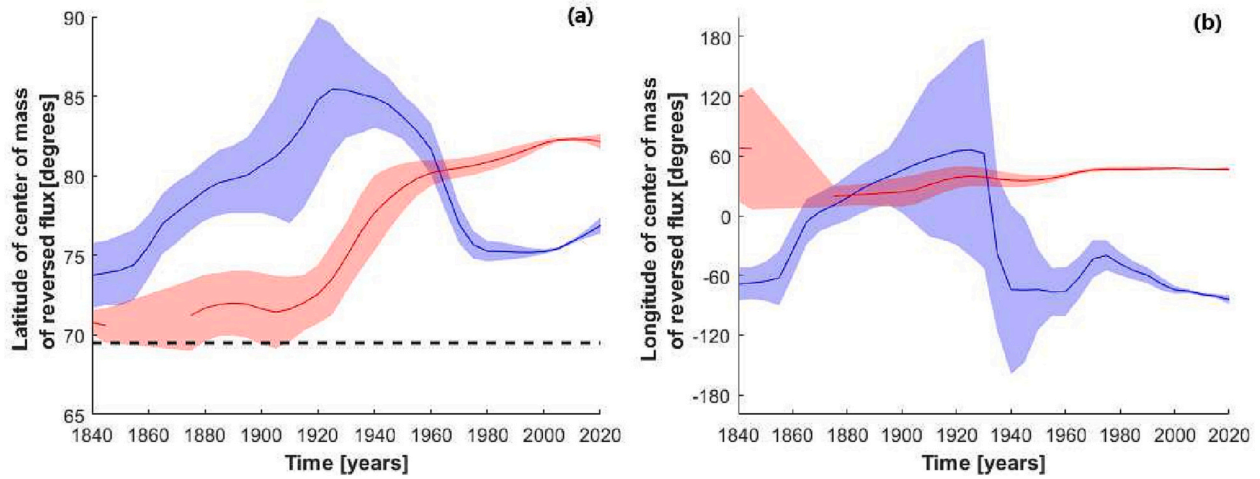 (a)
Latitude of center of mass
of reversed flux [degrees]
90
85
80
75
70
65
1840 1860 1880 1900 1920 1940 1960 1980 2000 2020
Time [years]
(b)
Longitude of center of mass
of reversed flux [degrees]
180
120
60
0
-60
-120
-180
1840 1860 1880 1900 1920 1940 1960 1980 2000 2020
Time [years]